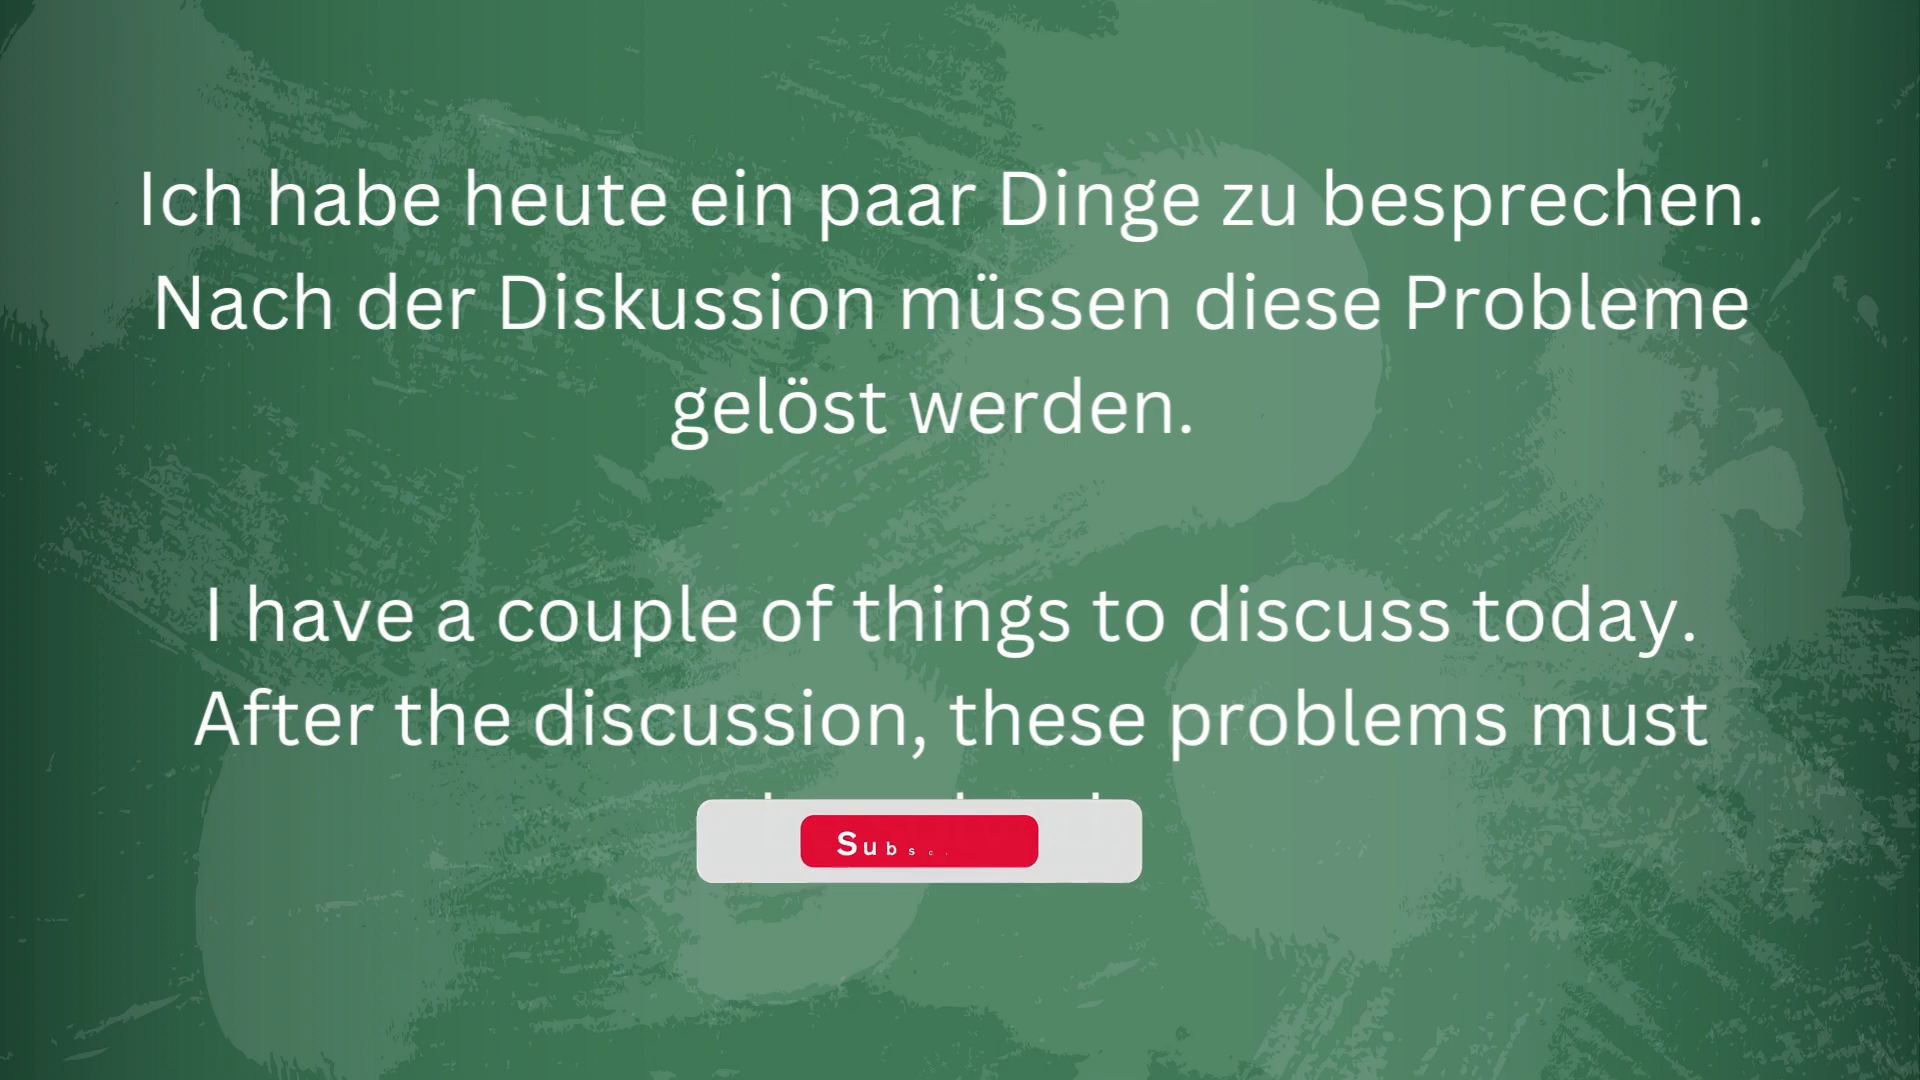 Ich habe heute ein paar Dinge zu besprechen.
Nach der Diskussion müssen diese Probleme
gelöst werden.
I have a couple of things to discuss today.
After the discussion, these problems must
Subsc